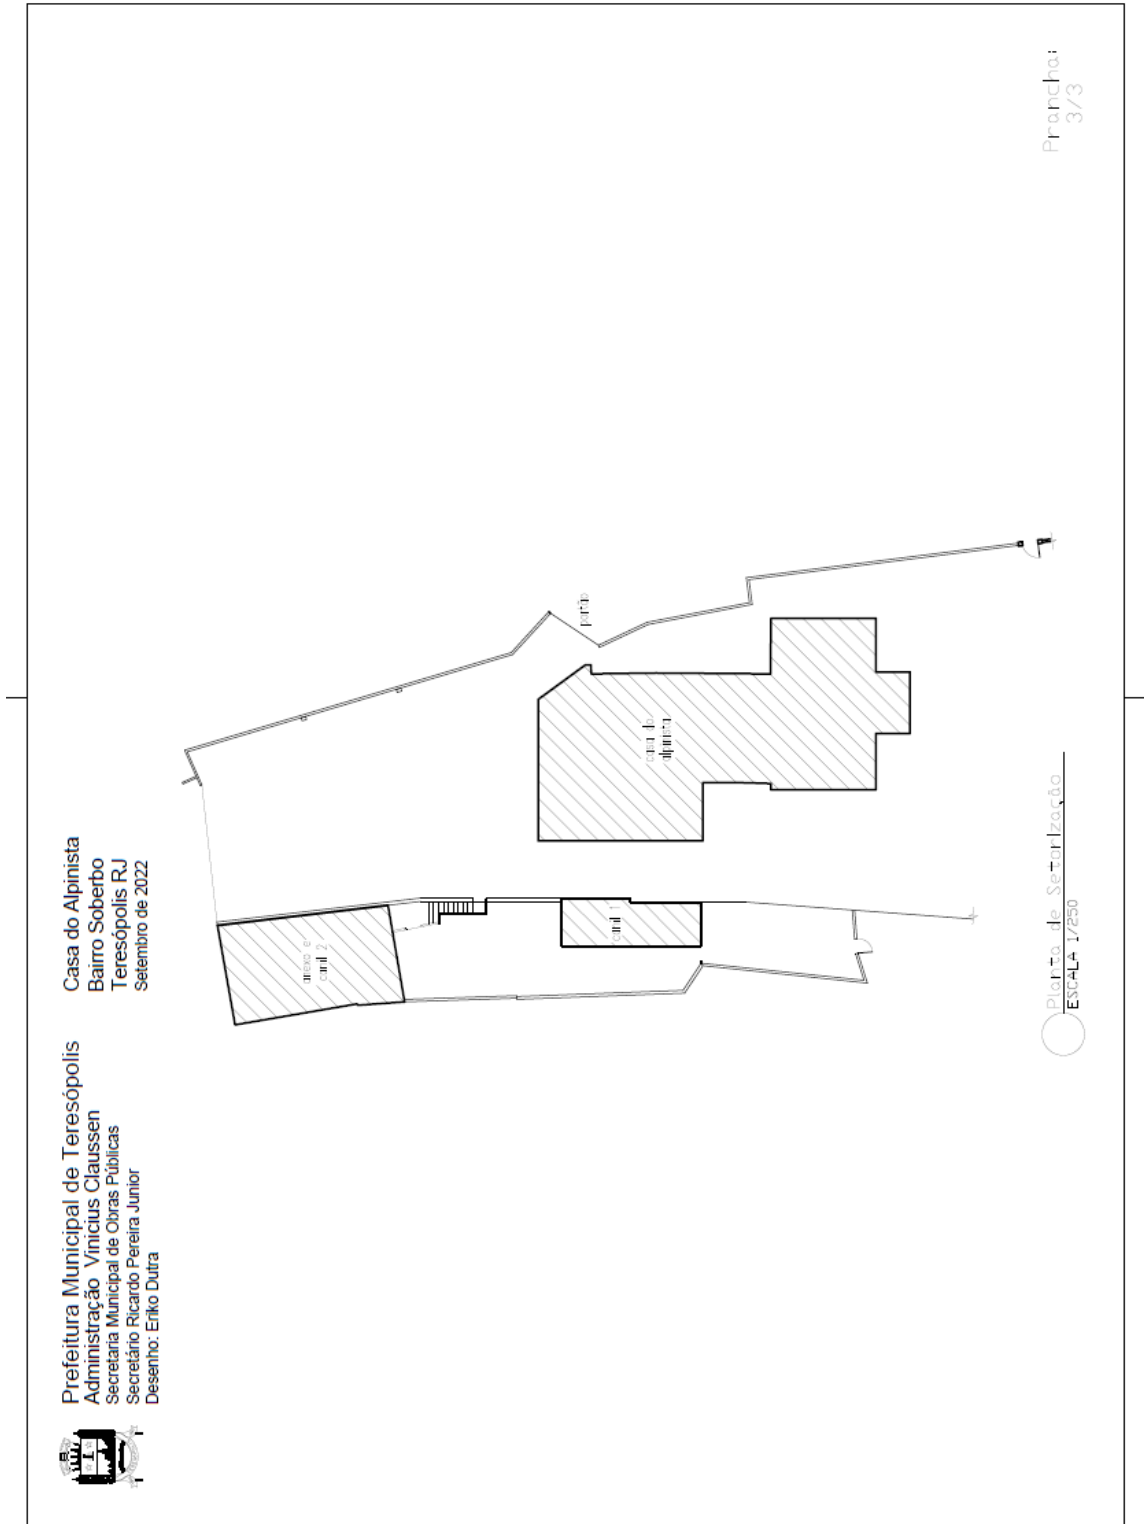 Prefeitura Municipal de Teresópolis
Administração Vinicius Claussen
Secretaria Municipal de Obras Públicas
Secretário Ricardo Pereira Junior
Desenho: Eriko Dutra
Casa do Alpinista
Bairro Soberbo
Teresópolis RJ
Setembro de 2022
anexo e
canil 2
canil 1
casa do
alpinista
portão
Planta de Setorização
ESCALA 1/250
Prancha:
3/3